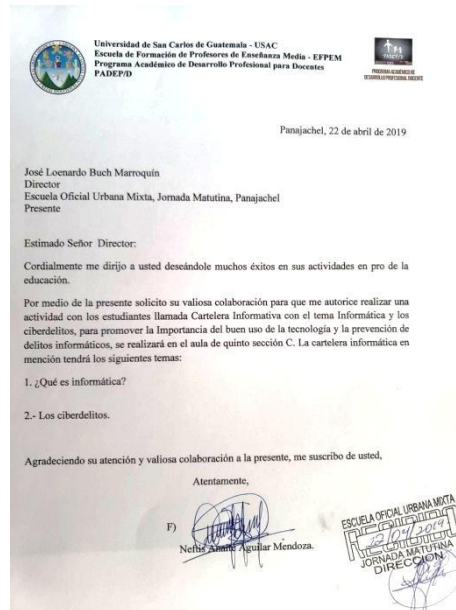 Universidad de San Carlos de Guatemala - USAC
Escuela de Formación de Profesores de Enseñanza Media - EFPEM
Programa Académico de Desarrollo Profesional para Docentes
PADEP/D
PROGRAMA ACADÉMICO DE
DESARROLLO PROFESIONAL DOCENTE
Panajachel, 22 de abril de 2019
José Loenardo Buch Marroquín
Director
Escuela Oficial Urbana Mixta, Jornada Matutina, Panajachel
Presente
Estimado Señor Director:
Cordialmente me dirijo a usted deseándole muchos éxitos en sus actividades en pro de la
educación.
Por medio de la presente solicito su valiosa colaboración para que me autorice realizar una
actividad con los estudiantes llamada Cartelera Informativa con el tema Informática y los
ciberdelitos, para promover la Importancia del buen uso de la tecnología y la prevención de
delitos informáticos, se realizará en el aula de quinto sección C. La cartelera informática en
mención tendrá los siguientes temas:
1. ¿Qué es informática?
2.- Los ciberdelitos.
Agradeciendo su atención y valiosa colaboración a la presente, me suscribo de usted,
Atentamente,
F)
Aguilar Mendoza.
ESCUELA OFICIAL URBANA MIXTA
RECIBIDO
22/04/2019
JORNADA MATUTINA
DIRECCION